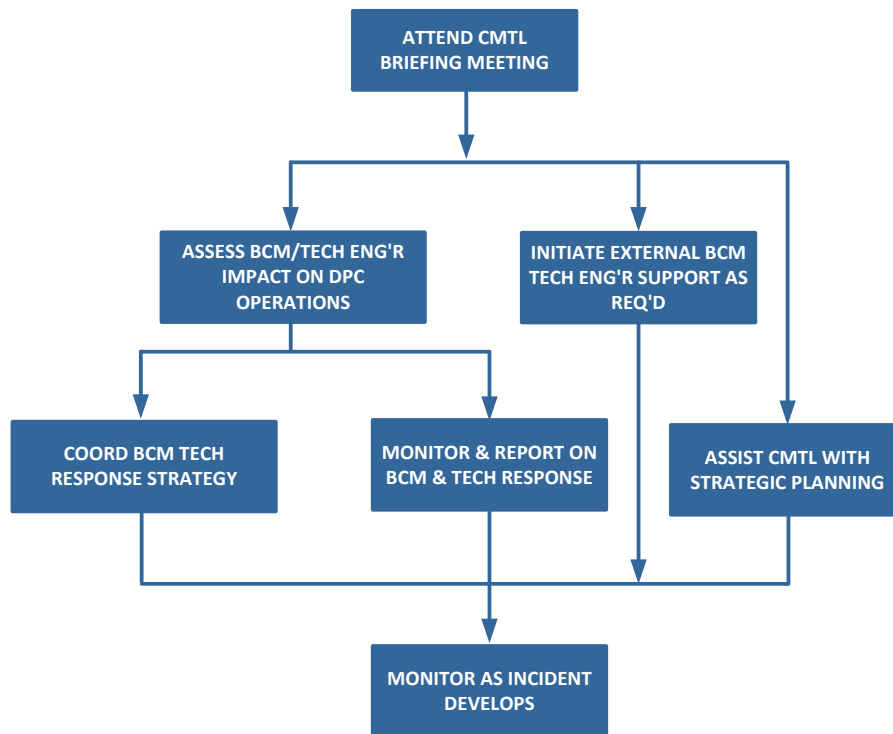 ATTEND CMTL
BRIEFING MEETING
ASSESS BCM/TECH ENG'R
IMPACT ON DPC
OPERATIONS
INITIATE EXTERNAL BCM
TECH ENG'R SUPPORT AS
REQ'D
COORD BCM TECH
RESPONSE STRATEGY
MONITOR & REPORT ON
BCM & TECH RESPONSE
ASSIST CMTL WITH
STRATEGIC PLANNING
MONITOR AS INCIDENT
DEVELOPS